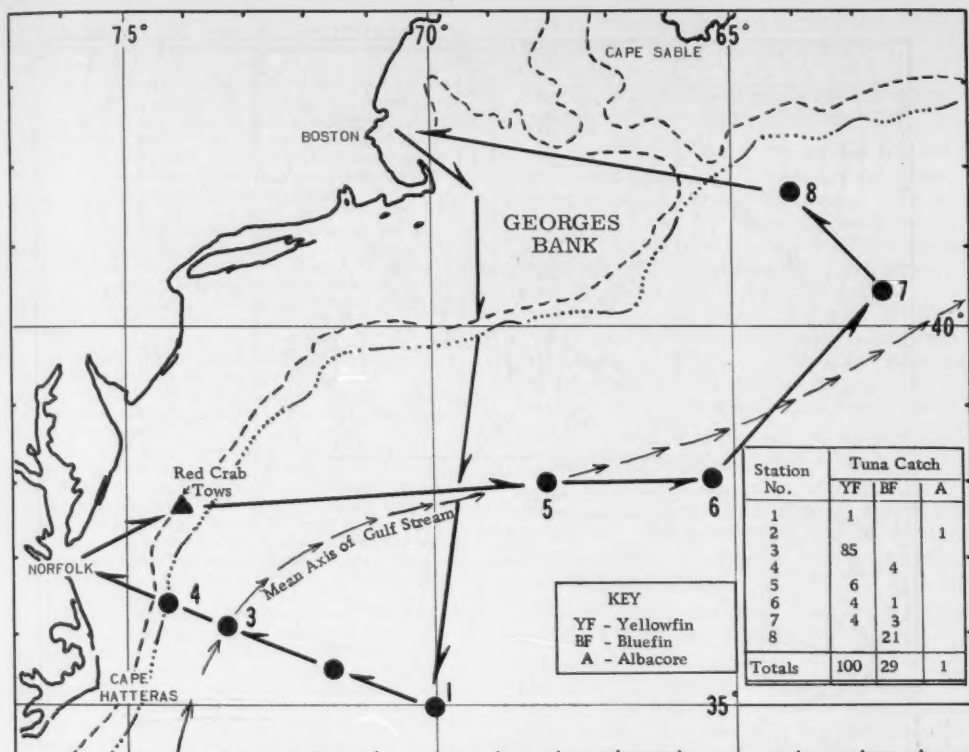 75° 70° 65°
CAPE SABLE
BOSTON
8
GEORGES
BANK
7
40°
Red Crab
Tows
5
6
Mean Axis of Gulf Stream
NORFOLK
4
3
CAPE
HATTERAS
1
35°
KEY
YF - Yellowfin
BF - Bluefin
A - Albacore
Station Tuna Catch
No. YF BF A
1 1
2 1
3 85
4 4
5 6
6 4 1
7 4 3
8 21
Totals 100 29 1